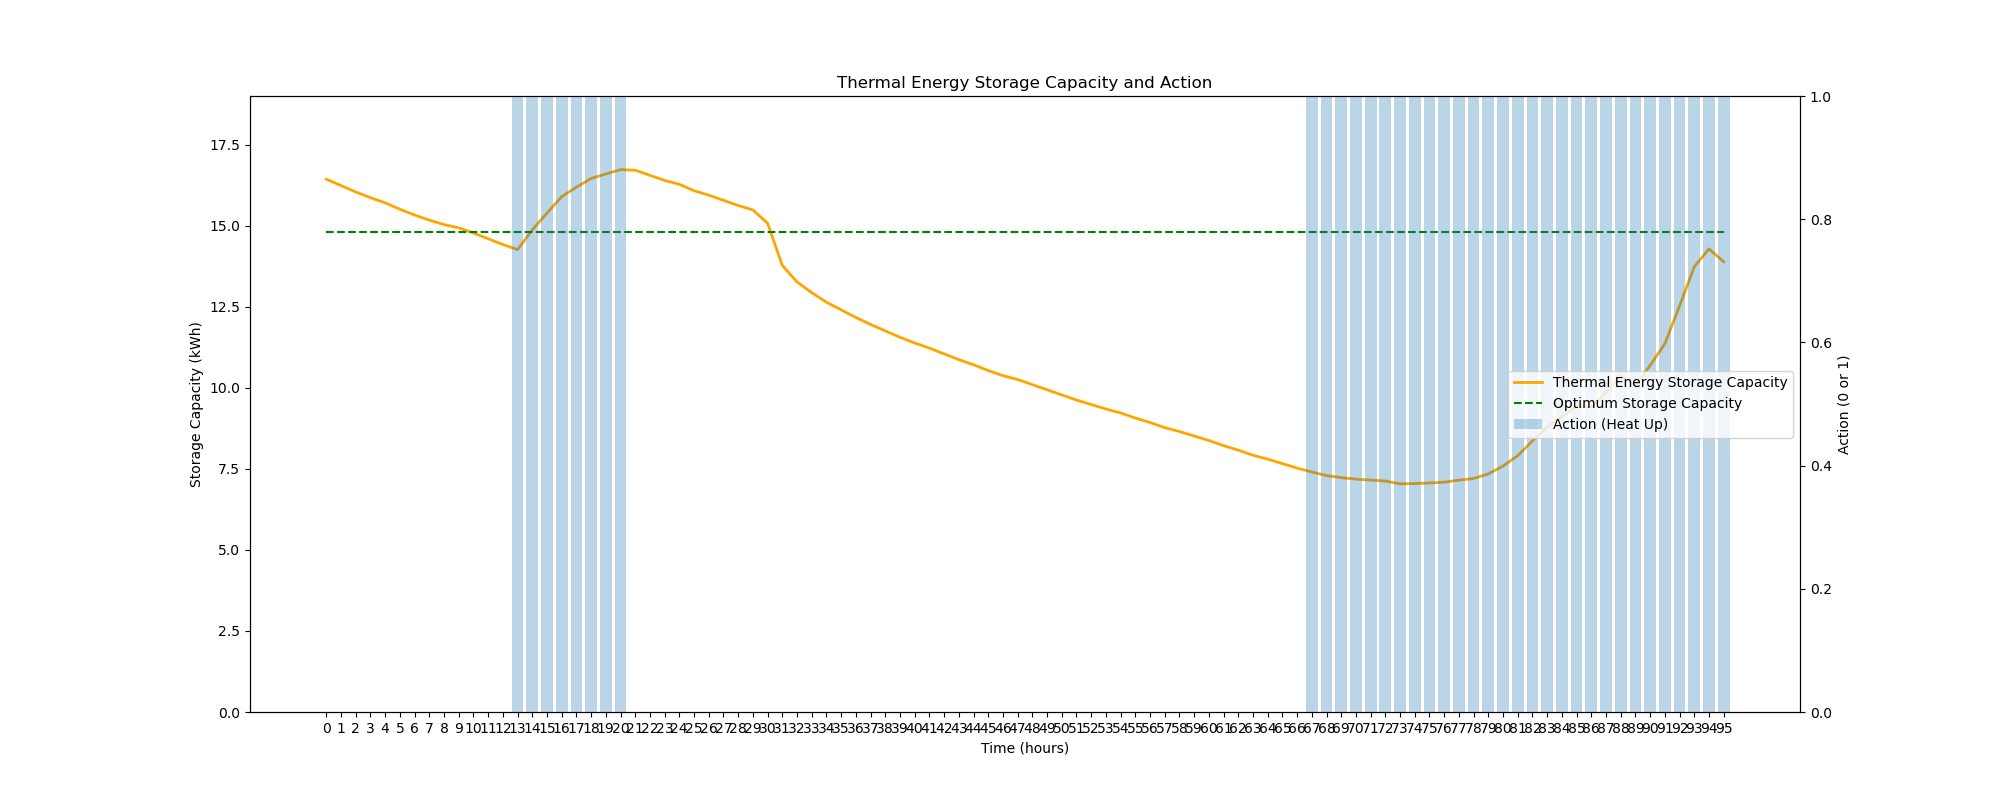 Thermal Energy Storage Capacity and Action
17.5
15.0
12.5
10.0
7.5
5.0
2.5
0.0
Storage Capacity (kWh)
1.0
0.8
0.6
0.4
0.2
0.0
Action (0 or 1)
Thermal Energy Storage Capacity
Optimum Storage Capacity
Action (Heat Up)
0 1 2 3 4 5 6 7 8 9 10 11 12 13 14 15 16 17 18 19 20 21 22 23 24 25 26 27 28 29 30 31 32 33 34 35 36 37 38 39 40 41 42 43 44 45 46 47 48 49 50 51 52 53 54 55 56 57 58 59 60 61 62 63 64 65 66 67 68 69 70 71 72 73 74 75 76 77 78 79 80 81 82 83 84 85 86 87 88 89 90 91 92 93 94 95
Time (hours)